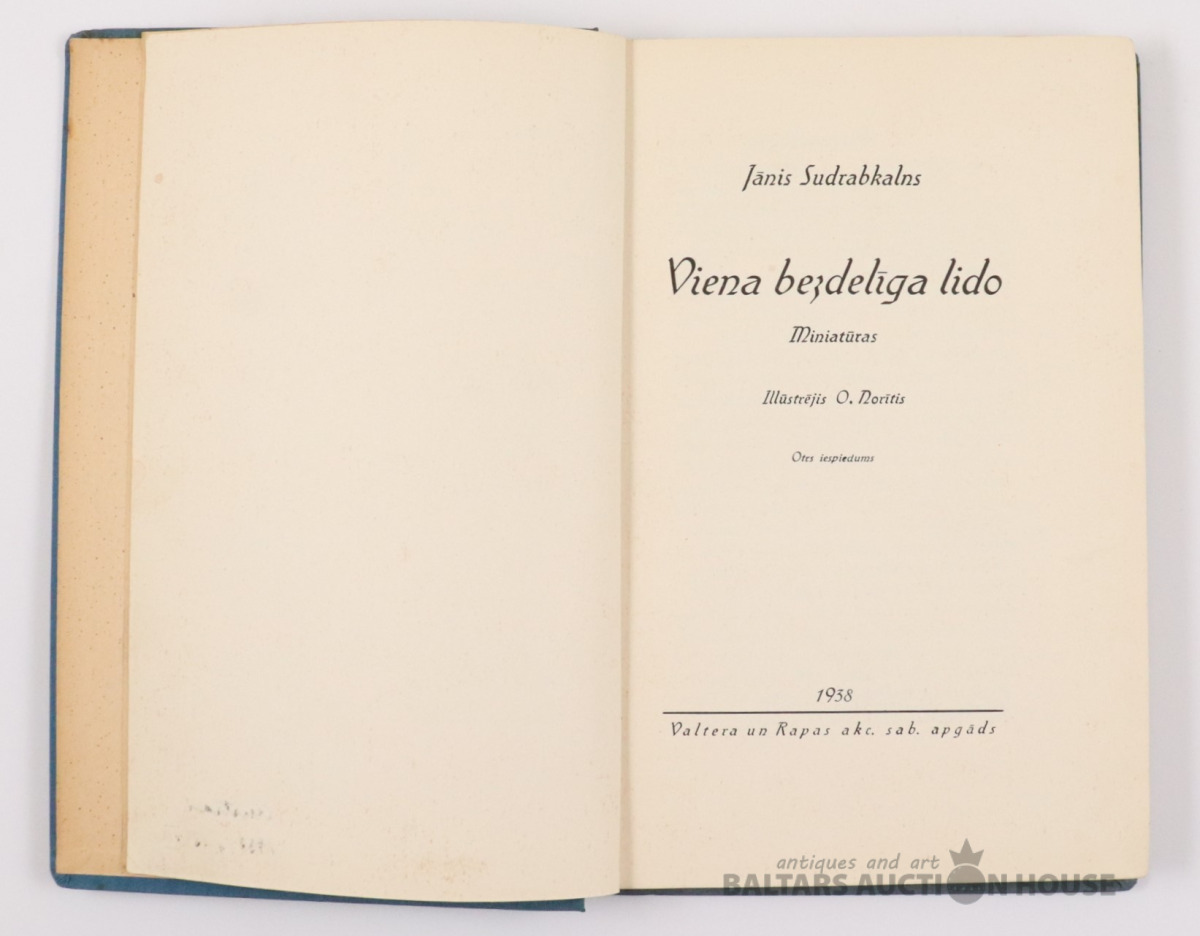 Jānis Sudrabkalns
Viena bezdelīga lido
Miniatūras
Illūstrējis O. Norītis
Otrs iespiedums
1938
Valtera un Rapas akc. sab. apgāds
antiques and art
BALTARS AUCTION HOUSE